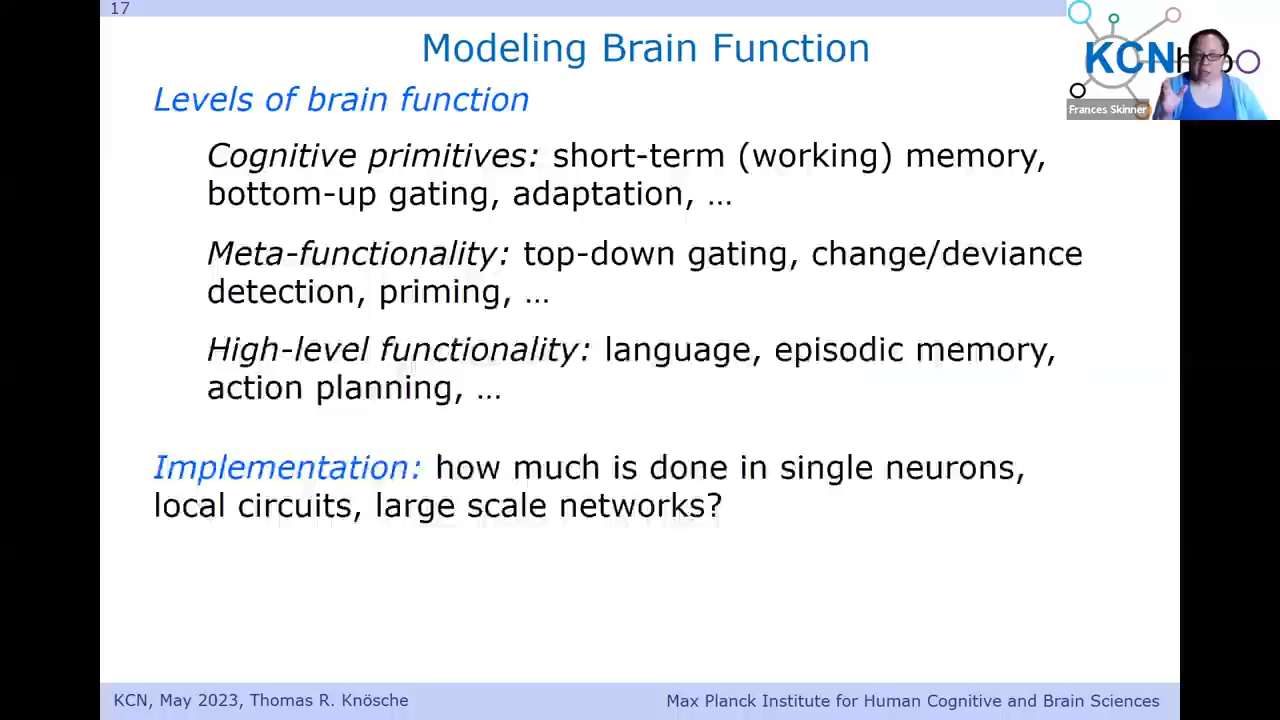 17
Modeling Brain Function
KCN
Frances Skinner
Levels of brain function
Cognitive primitives: short-term (working) memory,
bottom-up gating, adaptation, …
Meta-functionality: top-down gating, change/deviance
detection, priming, …
High-level functionality: language, episodic memory,
action planning, …
Implementation: how much is done in single neurons,
local circuits, large scale networks?
KCN, May 2023, Thomas R. Knösche
Max Planck Institute for Human Cognitive and Brain Sciences